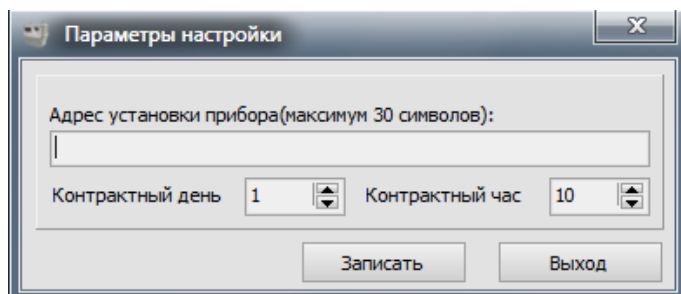 Параметры настройки
Адрес установки прибора(максимум 30 символов):
Контрактный день 1 Контрактный час 10
Записать Выход